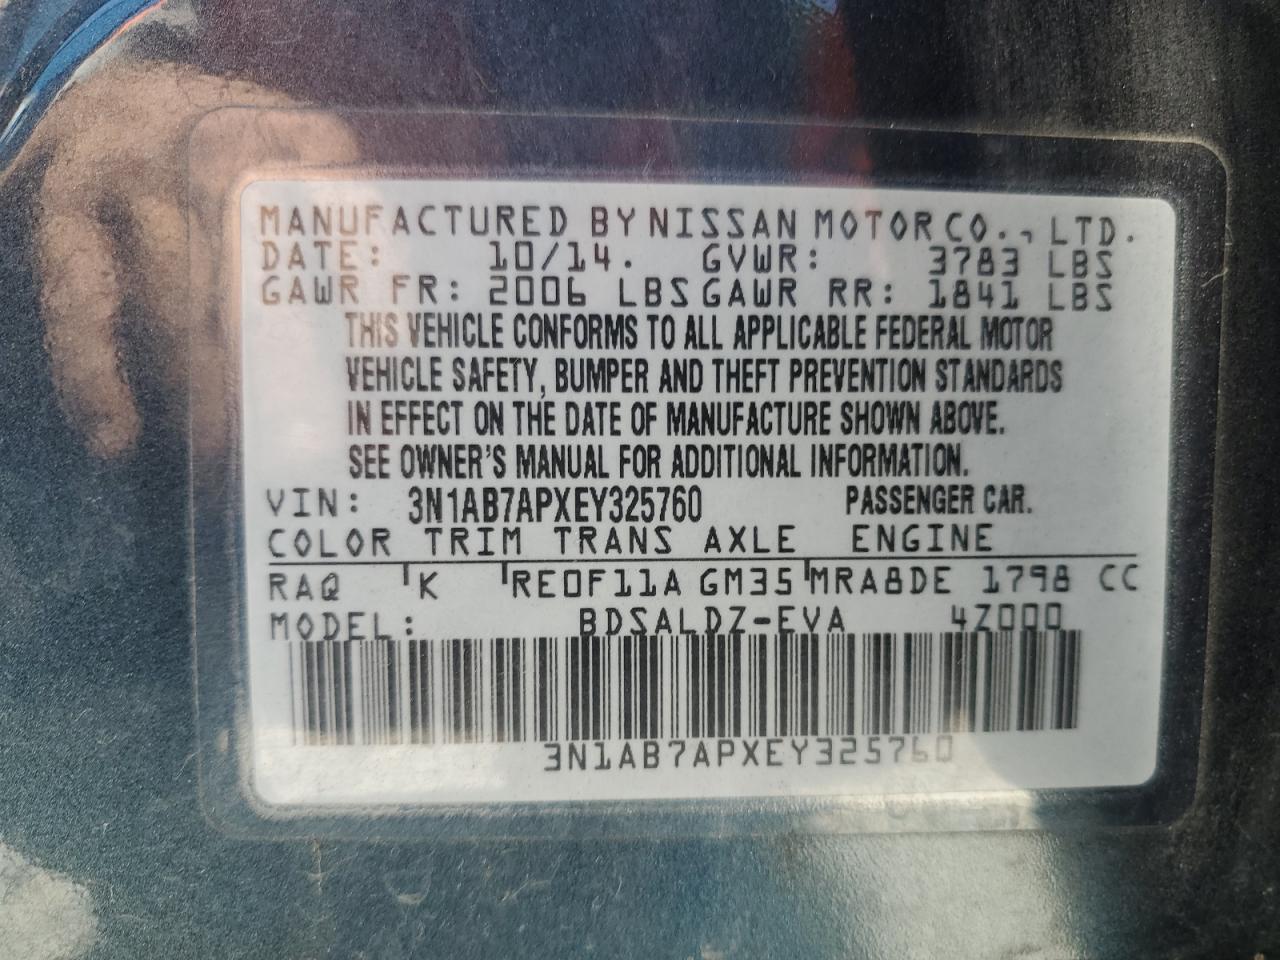 MANUFACTURED BY NISSAN MOTOR CO., LTD.
DATE: 10/14. GVWR: 3783 LBS
GAWR FR: 2006 LBS GAWR RR: 1841 LBS
THIS VEHICLE CONFORMS TO ALL APPLICABLE FEDERAL MOTOR
VEHICLE SAFETY, BUMPER AND THEFT PREVENTION STANDARDS
IN EFFECT ON THE DATE OF MANUFACTURE SHOWN ABOVE.
SEE OWNER'S MANUAL FOR ADDITIONAL INFORMATION.
VIN: 3N1AB7APXEY325760 PASSENGER CAR.
COLOR TRIM TRANS AXLE ENGINE
RAQ K RE0F11A GM35 MRA8DE 1798 CC
MODEL: BDSALDZ-EVA 4Z000
3N1AB7APXEY325760